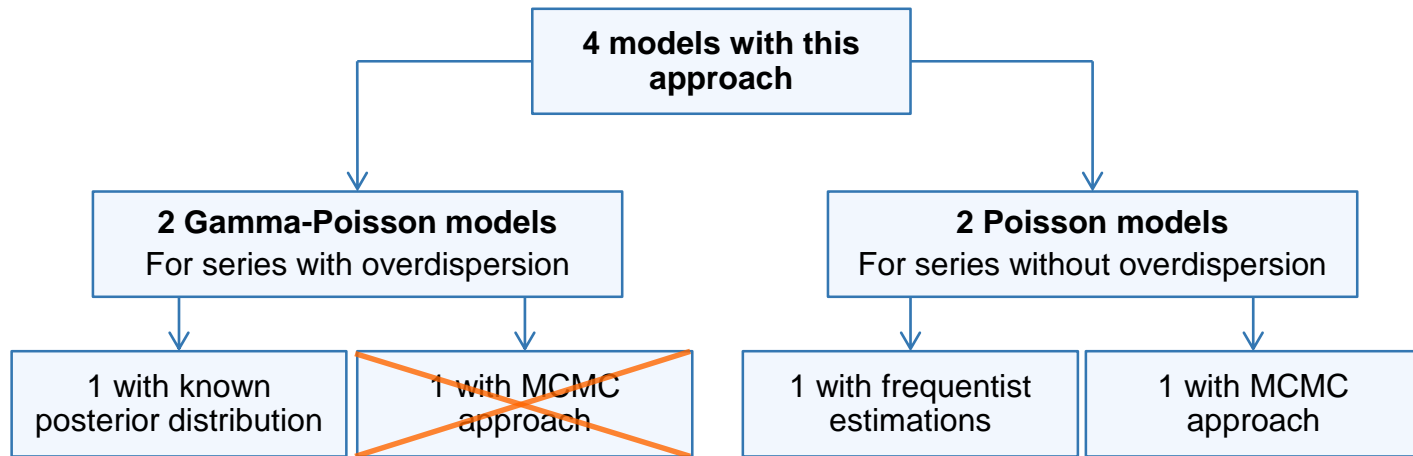 4 models with this
approach
2 Gamma-Poisson models
For series with overdispersion
2 Poisson models
For series without overdispersion
1 with known
posterior distribution
1 with MCMC
approach
1 with frequentist
estimations
1 with MCMC
approach